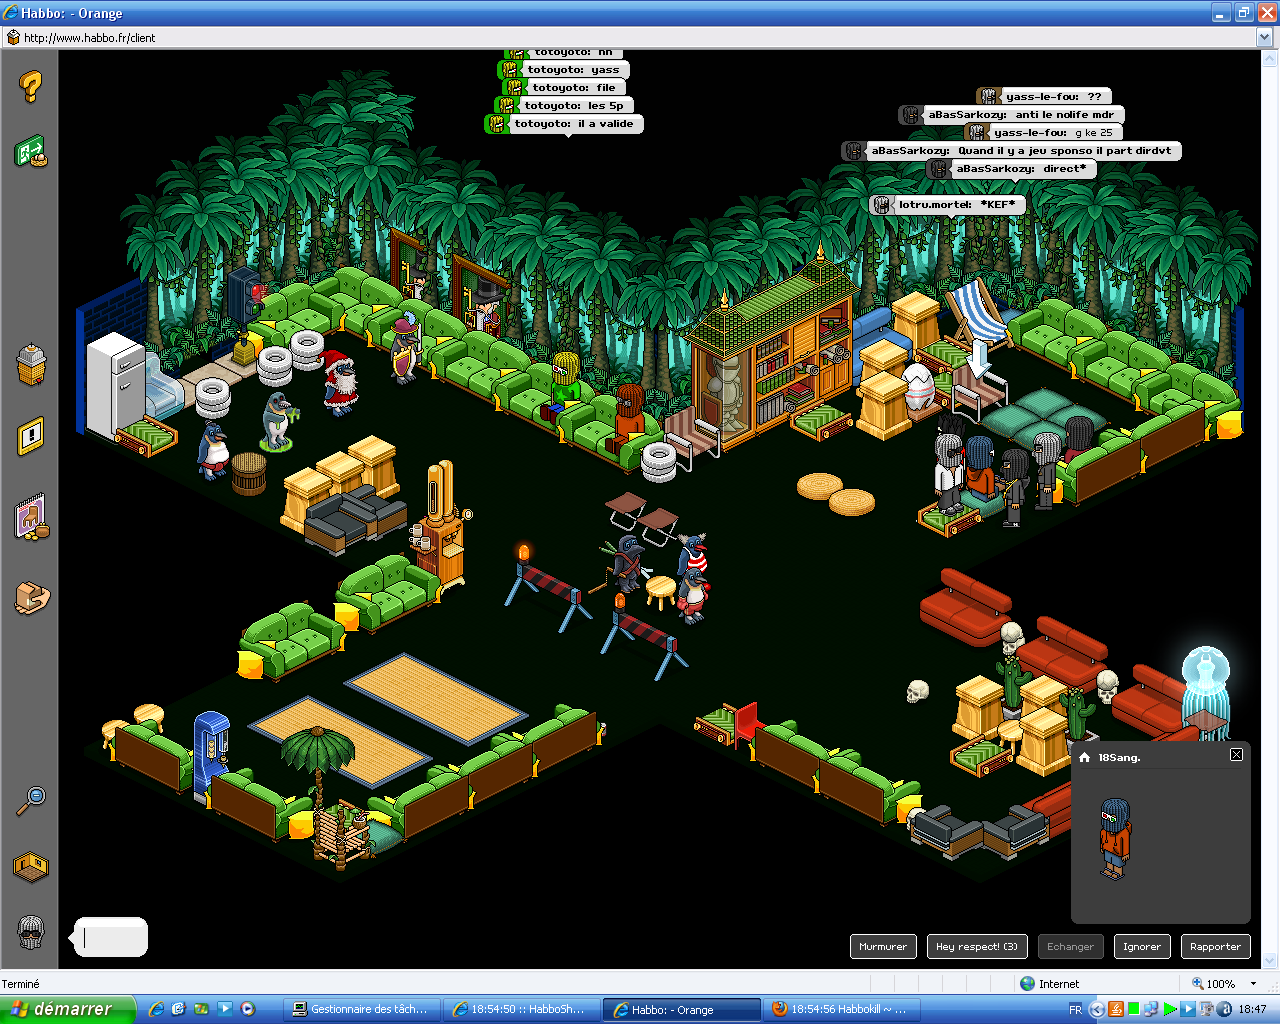 Habbo: - Orange
http://www.habbo.fr/client
totoyoto: nn
totoyoto: yass
totoyoto: file
totoyoto: les 5p
totoyoto: il a valide
yass-le-fou: ??
aBasSarkozy: anti le nolife mdr
yass-le-fou: g ke 25
aBasSarkozy: Quand il y a jeu sponso il part dirdvt
aBasSarkozy: direct*
lotru.mortel: *KEF*
18Sang.
Murmurer
Hey respect! (3)
Echanger
Ignorer
Rapporter
Terminé
Internet
100%
démarrer
Gestionnaire des tâch...
18:54:50 :: HabboSh...
Habbo: - Orange
18:54:56 Habbokill ~ ...
FR
18:47